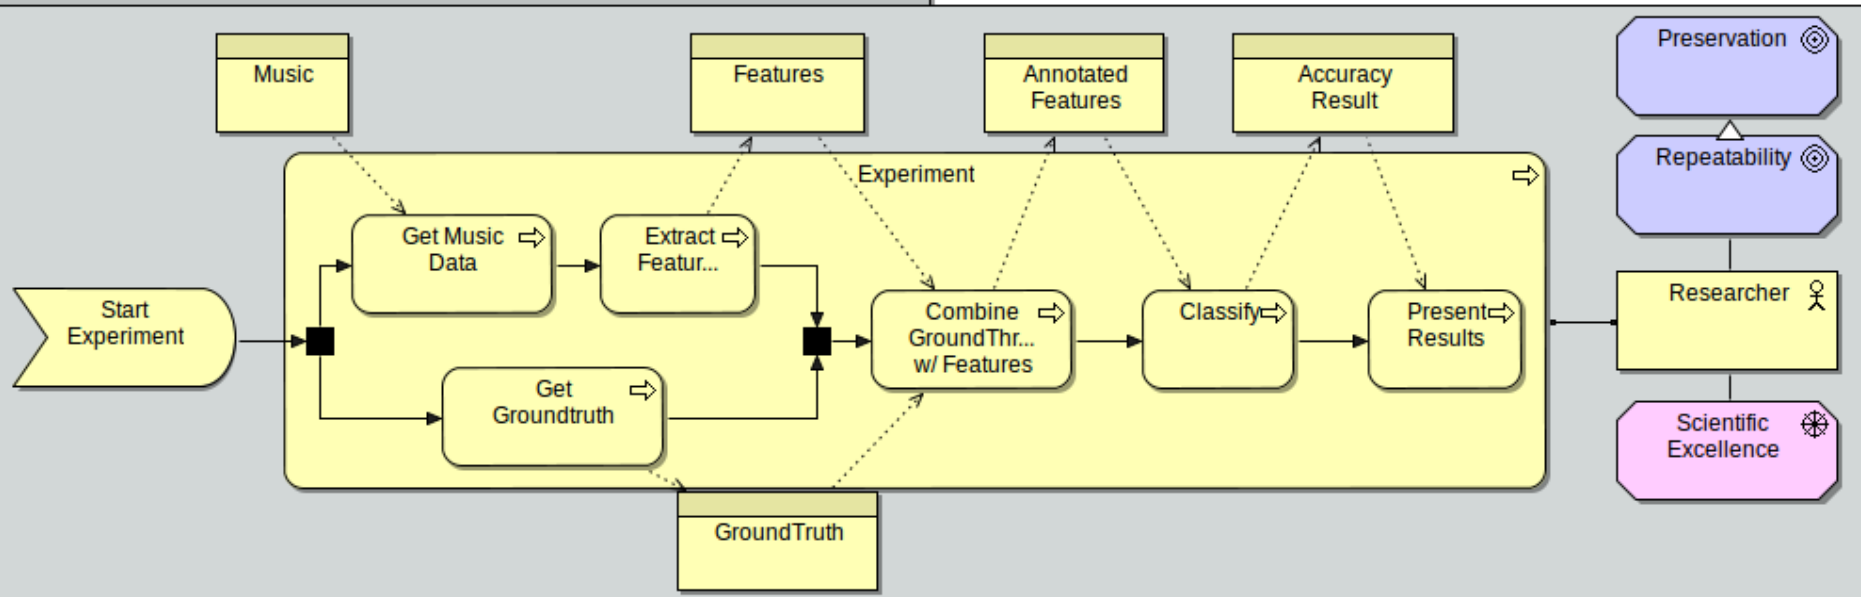 Music
Features
Annotated
Features
Accuracy
Result
Preservation
Repeatability
Experiment
Get Music
Data
Extract
Featur...
Start
Experiment
Get
Groundtruth
Combine
GroundThr...
w/ Features
Classify
Present
Results
Researcher
Scientific
Excellence
GroundTruth